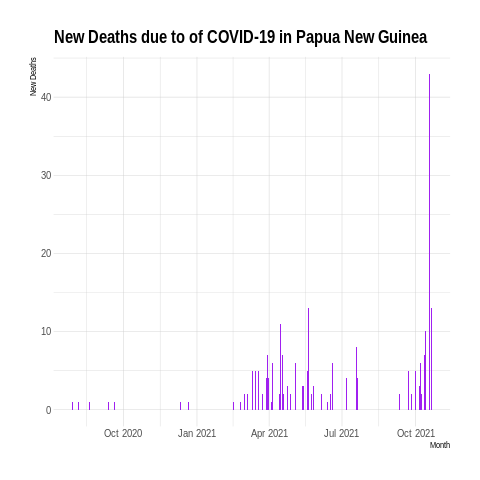 New Deaths due to of COVID-19 in Papua New Guinea
New Deaths
40
30
20
10
0
Oct 2020 Jan 2021 Apr 2021 Jul 2021 Oct 2021
Month